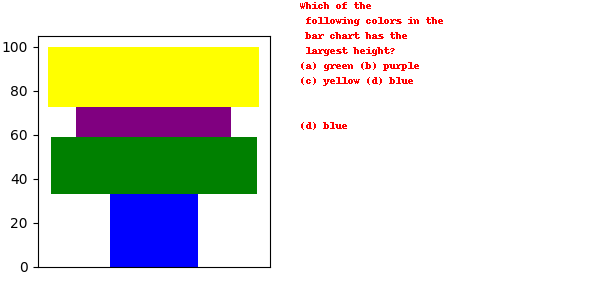 Which of the
following colors in the
bar chart has the
largest height?
(a) green (b) purple
(c) yellow (d) blue
(d) blue
100
80
60
40
20
0